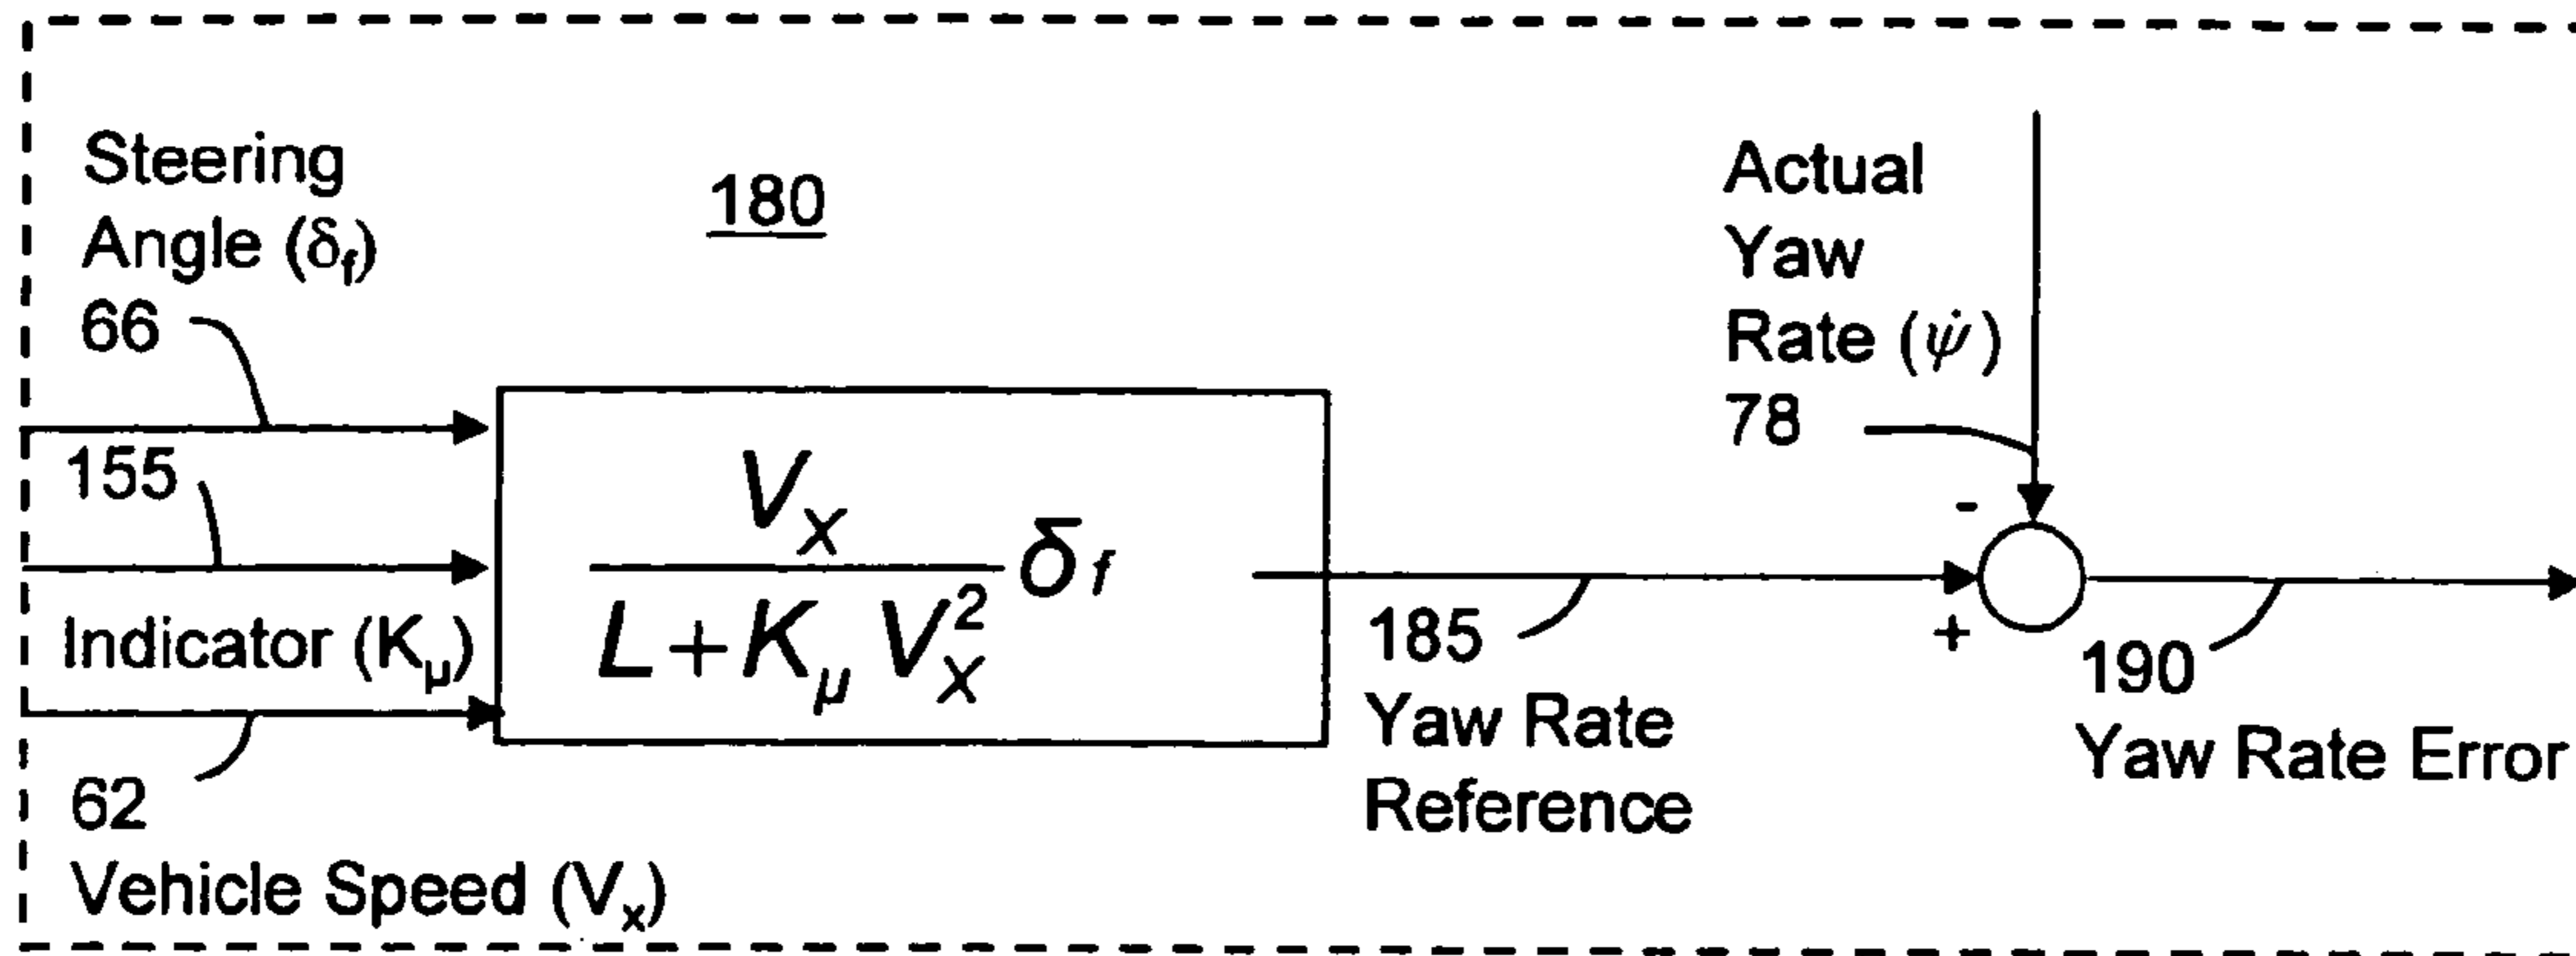 Steering
Angle (δf)
66
180
155
Indicator (Kμ)
62
Vehicle Speed (Vx)
Vx
L+Kμ Vx² δf
185
Yaw Rate
Reference
Actual
Yaw
Rate (ψ̇)
78
-
+
190
Yaw Rate Error